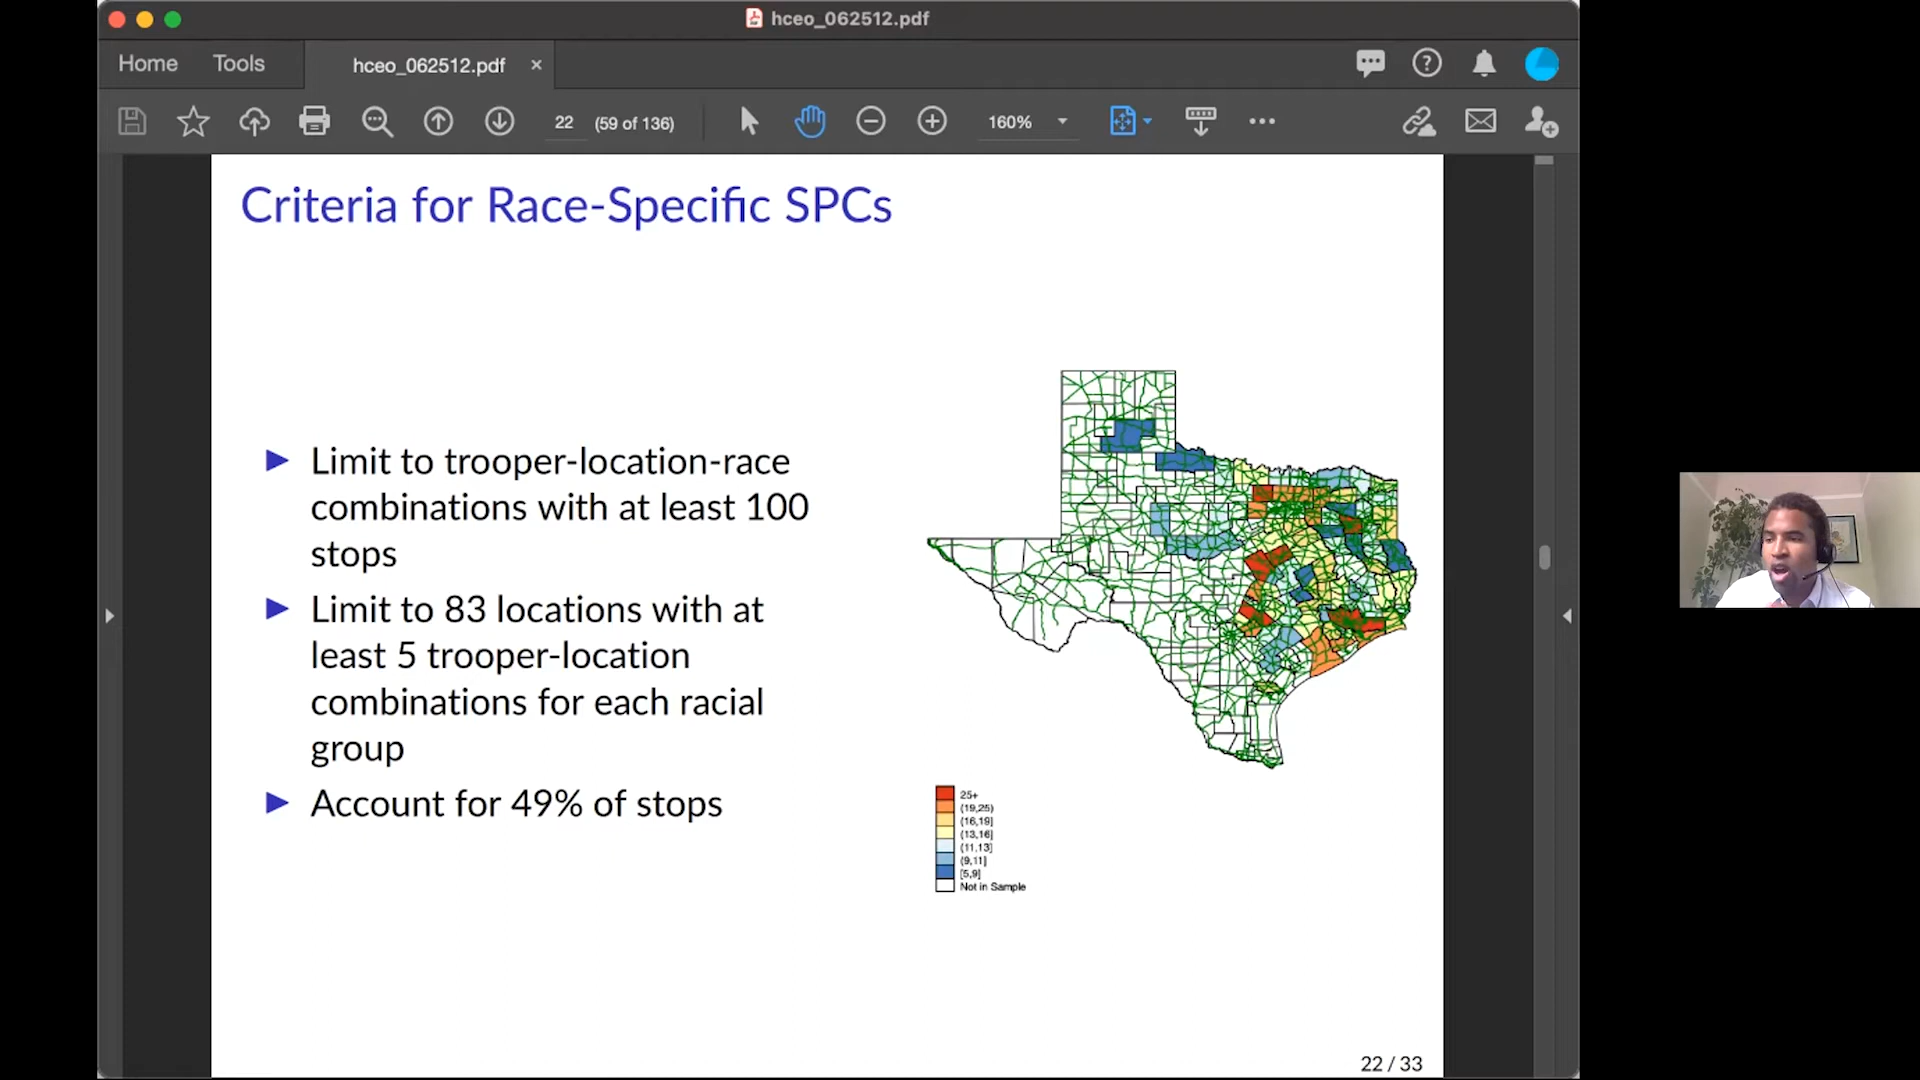 hceo_062512.pdf
Home Tools hceo_062512.pdf ×
22 (59 of 136) 160%
Criteria for Race-Specific SPCs
Limit to trooper-location-race
combinations with at least 100
stops
Limit to 83 locations with at
least 5 trooper-location
combinations for each racial
group
Account for 49% of stops
25+
(19,25]
(16,19]
(13,16]
(11,13]
(9,11]
[5,9]
Not in Sample
22 / 33